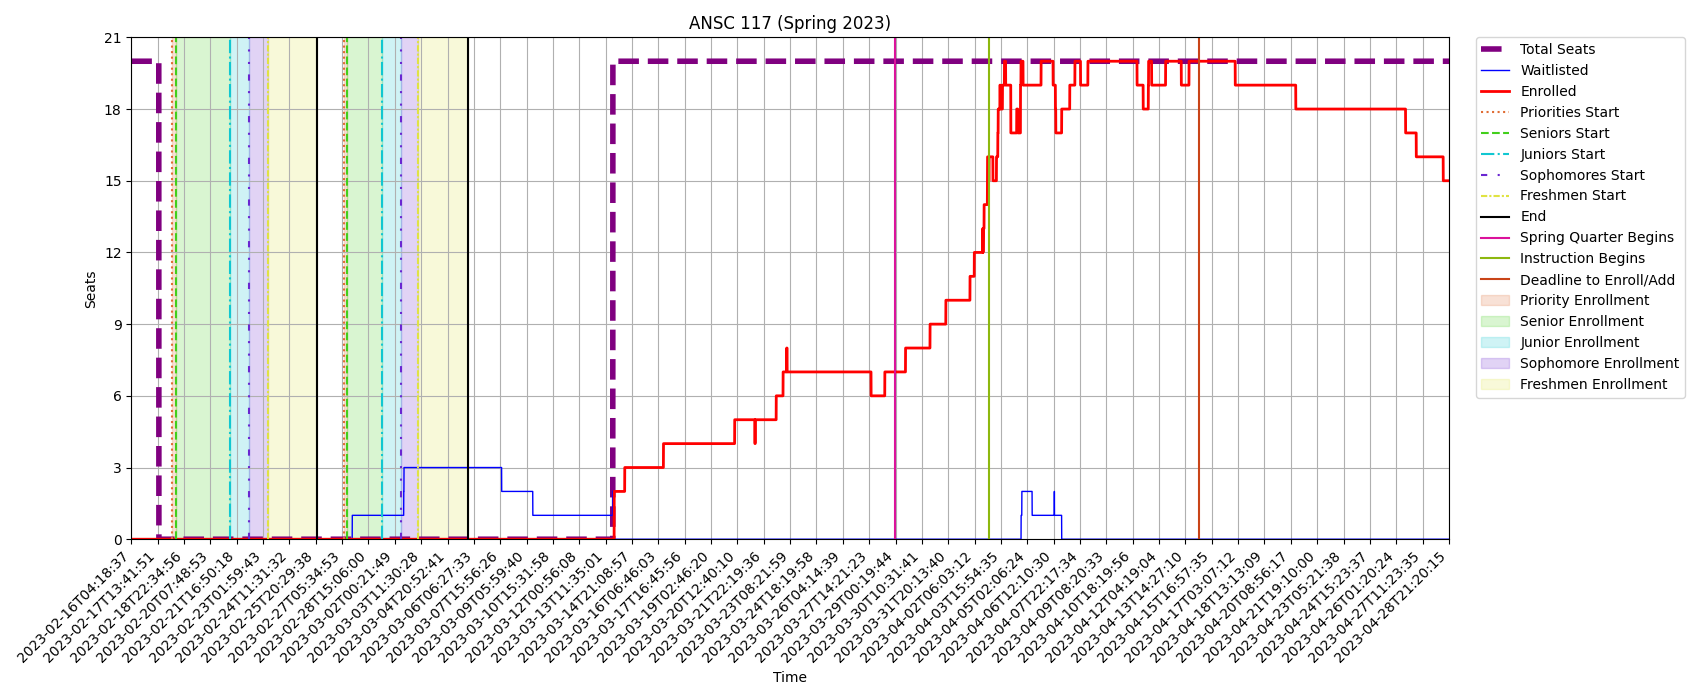 ANSC 117 (Spring 2023)
21
18
15
12
9
6
3
0
Seats
2023-02-16T04:18:37
2023-02-17T13:41:51
2023-02-18T22:34:56
2023-02-20T07:48:53
2023-02-21T16:50:18
2023-02-23T01:59:43
2023-02-24T11:31:32
2023-02-25T20:29:38
2023-02-27T05:34:53
2023-02-28T15:06:00
2023-03-02T00:21:49
2023-03-03T11:30:28
2023-03-04T20:52:41
2023-03-06T06:27:33
2023-03-07T15:56:26
2023-03-09T05:59:40
2023-03-10T15:31:58
2023-03-12T00:56:08
2023-03-13T11:35:01
2023-03-14T21:08:57
2023-03-16T06:46:03
2023-03-17T16:45:56
2023-03-19T02:46:20
2023-03-20T12:40:10
2023-03-21T22:19:36
2023-03-23T08:21:59
2023-03-24T18:19:58
2023-03-26T04:14:39
2023-03-27T14:21:23
2023-03-29T00:19:44
2023-03-30T10:31:41
2023-03-31T20:13:40
2023-04-02T06:03:12
2023-04-03T15:54:35
2023-04-05T02:06:24
2023-04-06T12:10:30
2023-04-07T22:17:34
2023-04-09T08:20:33
2023-04-10T18:19:56
2023-04-12T04:19:04
2023-04-13T14:27:10
2023-04-15T16:57:35
2023-04-17T03:07:12
2023-04-18T13:13:09
2023-04-20T08:56:17
2023-04-21T19:10:00
2023-04-23T05:21:38
2023-04-24T15:23:37
2023-04-26T01:20:24
2023-04-27T11:23:35
2023-04-28T21:20:15
Time
Total Seats
Waitlisted
Enrolled
Priorities Start
Seniors Start
Juniors Start
Sophomores Start
Freshmen Start
End
Spring Quarter Begins
Instruction Begins
Deadline to Enroll/Add
Priority Enrollment
Senior Enrollment
Junior Enrollment
Sophomore Enrollment
Freshmen Enrollment